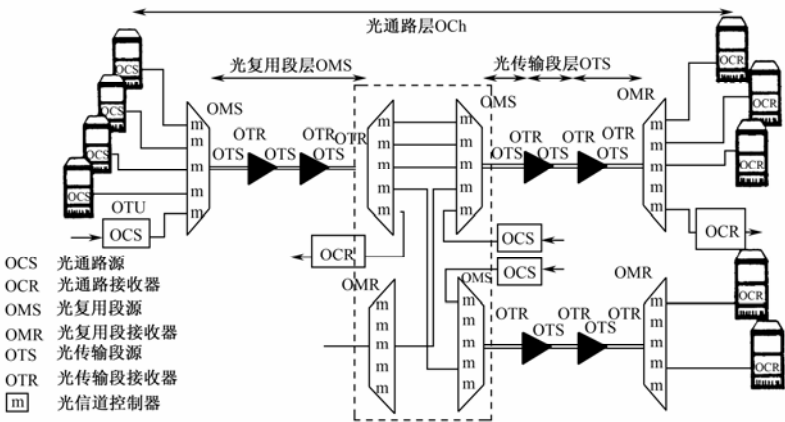 光通路层OCh
光复用段层OMS
光传输段层OTS
OCS
OCS
OCS
OCS
OTU
OCS
OMS
m
m
m
m
m
OTS
OTR
OTS
OTR
OTS
OTR
m
m
m
m
m
OMS
m
m
m
m
m
OTS
OTR
OTS
OTR
OTS
OTR
OMR
m
m
m
m
m
OCR
OCR
OCR
OCR
OCR
OCS
OCS
OMR
m
m
m
m
m
OMS
m
m
m
m
m
OTR
OTS
OTR
OTS
OTR
OMR
m
m
m
m
m
OCR
OCR
OCS 光通路源
OCR 光通路接收器
OMS 光复用段源
OMR 光复用段接收器
OTS 光传输段源
OTR 光传输段接收器
m 光信道控制器